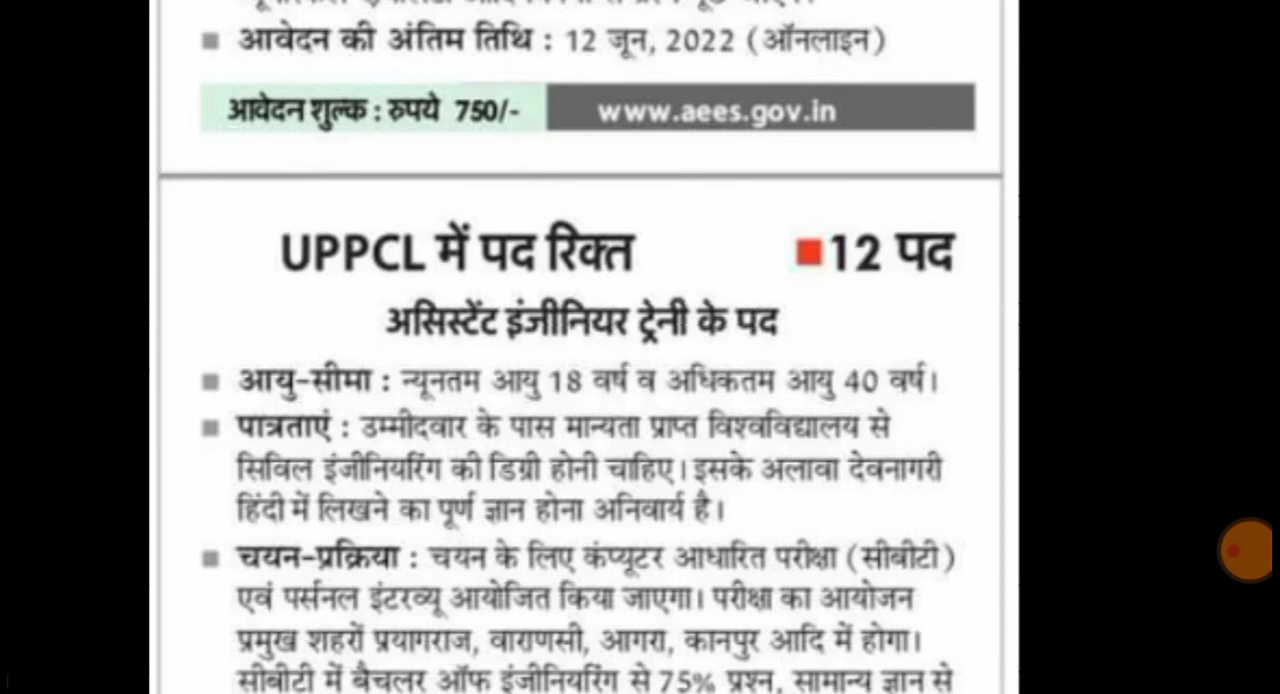 ■ आवेदन की अंतिम तिथि : 12 जून, 2022 (ऑनलाइन)
आवेदन शुल्क : रुपये 750/- www.aees.gov.in
UPPCL में पद रिक्त ■12 पद
असिस्टेंट इंजीनियर ट्रेनी के पद
■ आयु-सीमा : न्यूनतम आयु 18 वर्ष व अधिकतम आयु 40 वर्ष।
■ पात्रताएं : उम्मीदवार के पास मान्यता प्राप्त विश्वविद्यालय से
सिविल इंजीनियरिंग की डिग्री होनी चाहिए। इसके अलावा देवनागरी
हिंदी में लिखने का पूर्ण ज्ञान होना अनिवार्य है।
■ चयन-प्रक्रिया : चयन के लिए कंप्यूटर आधारित परीक्षा (सीबीटी)
एवं पर्सनल इंटरव्यू आयोजित किया जाएगा। परीक्षा का आयोजन
प्रमुख शहरों प्रयागराज, वाराणसी, आगरा, कानपुर आदि में होगा।
सीबीटी में बैचलर ऑफ इंजीनियरिंग से 75% प्रश्न, सामान्य ज्ञान से